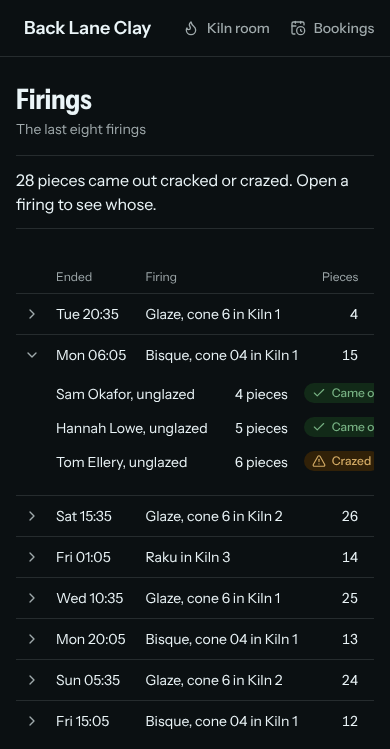 Back Lane Clay Kiln room Bookings
Firings
The last eight firings
28 pieces came out cracked or crazed. Open a
firing to see whose.
Ended Firing Pieces
Tue 20:35 Glaze, cone 6 in Kiln 1 4
Mon 06:05 Bisque, cone 04 in Kiln 1 15
Sam Okafor, unglazed 4 pieces Came o
Hannah Lowe, unglazed 5 pieces Came o
Tom Ellery, unglazed 6 pieces Crazed
Sat 15:35 Glaze, cone 6 in Kiln 2 26
Fri 01:05 Raku in Kiln 3 14
Wed 10:35 Glaze, cone 6 in Kiln 1 25
Mon 20:05 Bisque, cone 04 in Kiln 1 13
Sun 05:35 Glaze, cone 6 in Kiln 2 24
Fri 15:05 Bisque, cone 04 in Kiln 1 12